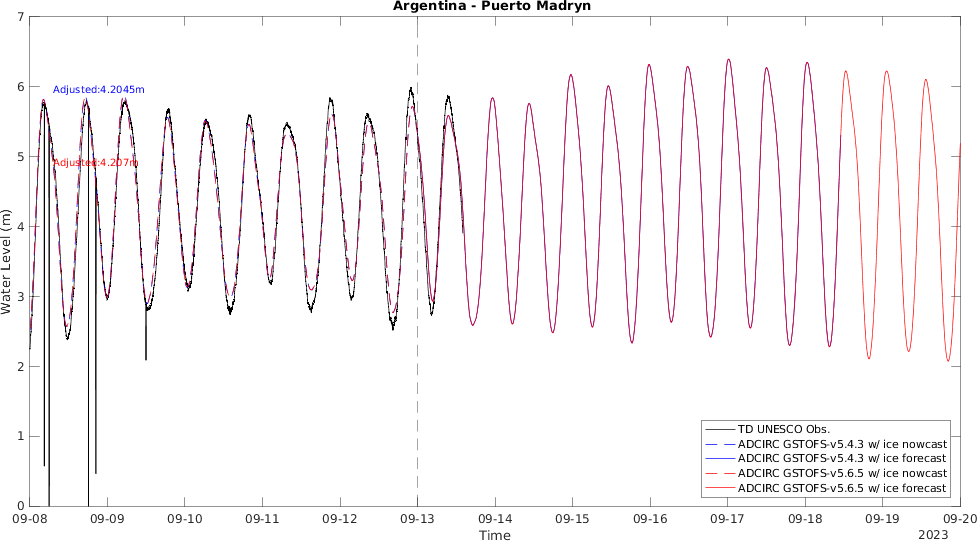 Argentina - Puerto Madryn
7
6
5
4
3
2
1
0
Water Level (m)
Adjusted:4.2045m
Adjusted:4.207m
TD UNESCO Obs.
ADCIRC GSTOFS-v5.4.3 w/ ice nowcast
ADCIRC GSTOFS-v5.4.3 w/ ice forecast
ADCIRC GSTOFS-v5.6.5 w/ ice nowcast
ADCIRC GSTOFS-v5.6.5 w/ ice forecast
09-08 09-09 09-10 09-11 09-12 09-13 09-14 09-15 09-16 09-17 09-18 09-19 09-20
Time
2023